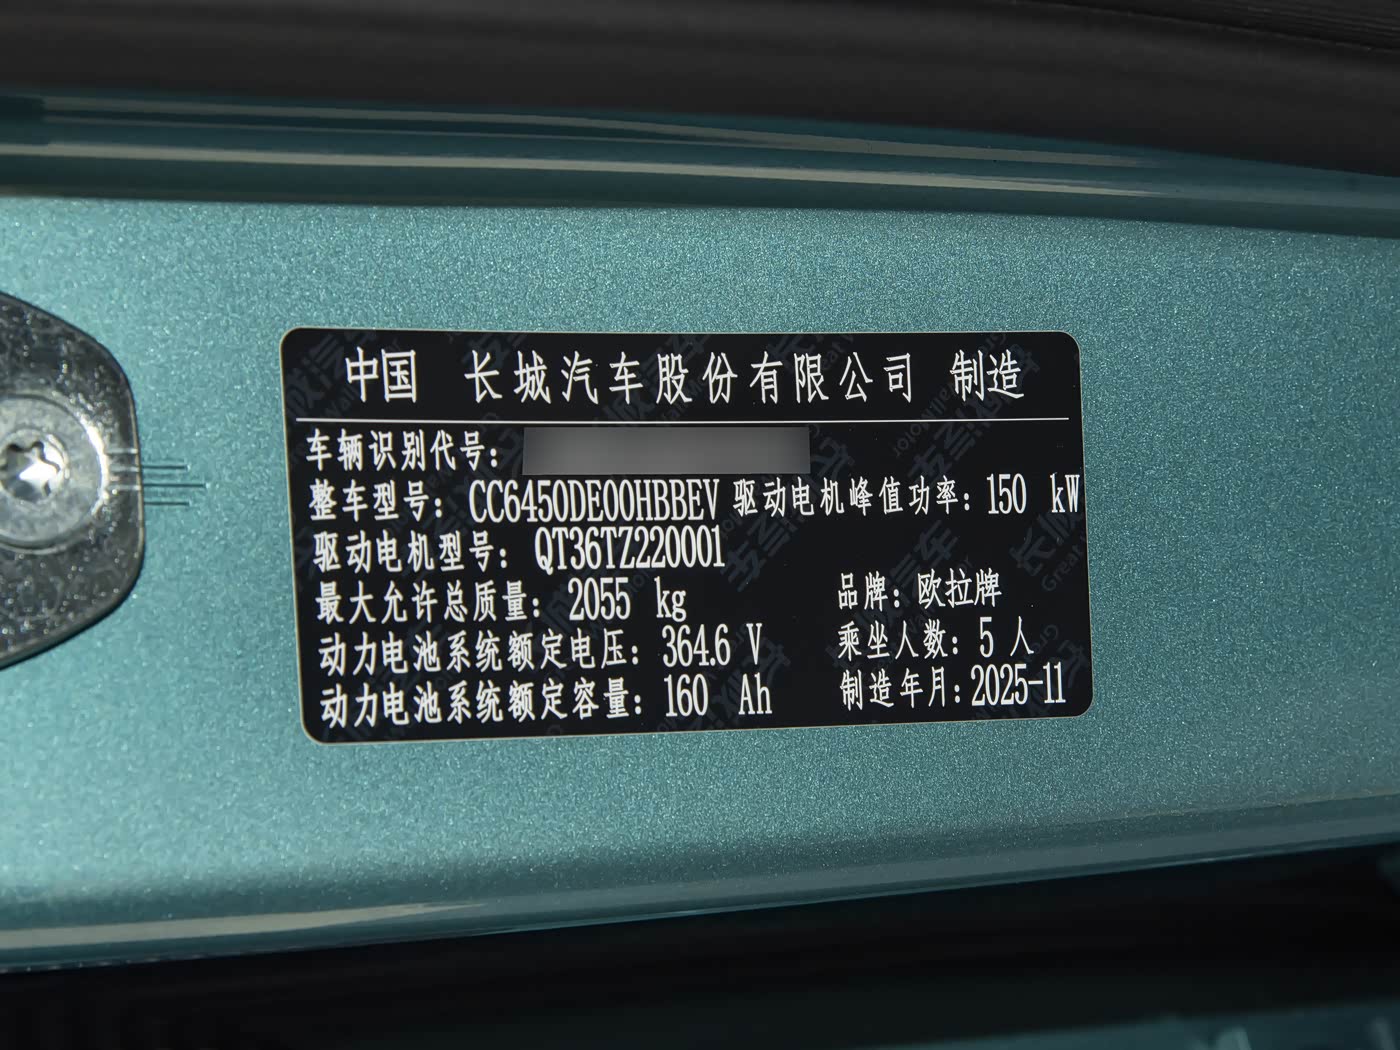 中国 长城汽车股份有限公司 制造
车辆识别代号：
整车型号： CC6450DE00HBBEV 驱动电机峰值功率：150 kW
驱动电机型号： QT36TZ220001
最大允许总质量： 2055 kg 品牌：欧拉牌
动力电池系统额定电压：364.6 V 乘坐人数：5 人
动力电池系统额定容量：160 Ah 制造年月：2025-11